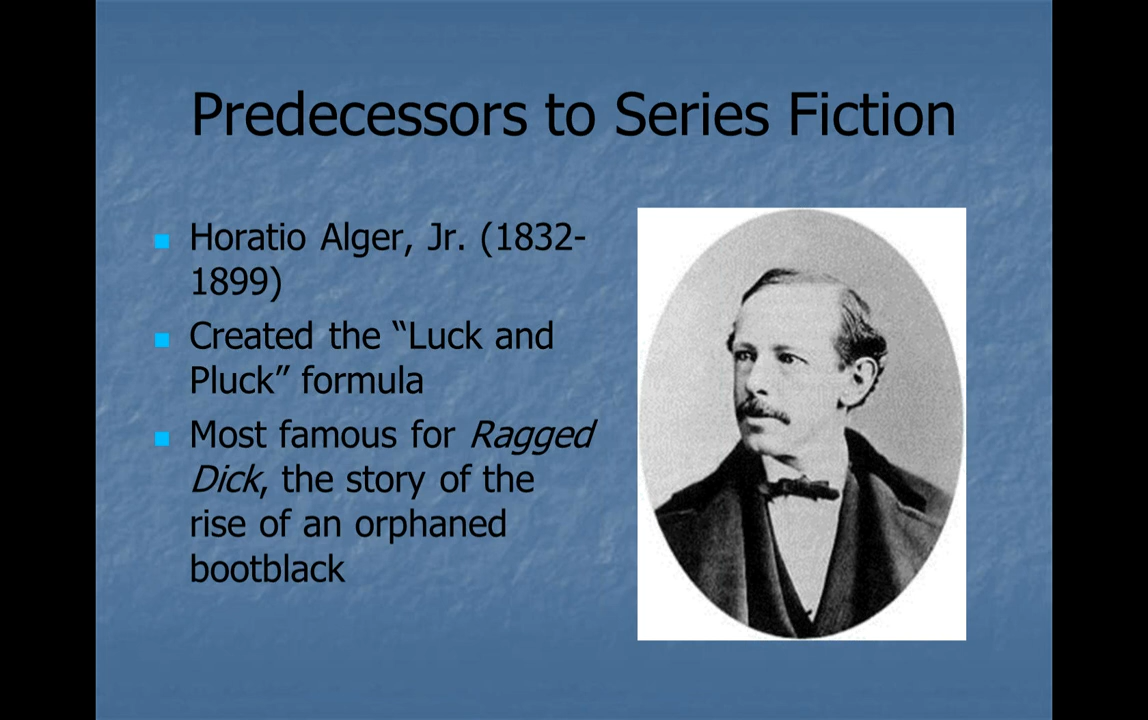 Predecessors to Series Fiction
Horatio Alger, Jr. (1832-
1899)
Created the “Luck and
Pluck” formula
Most famous for Ragged
Dick, the story of the
rise of an orphaned
bootblack